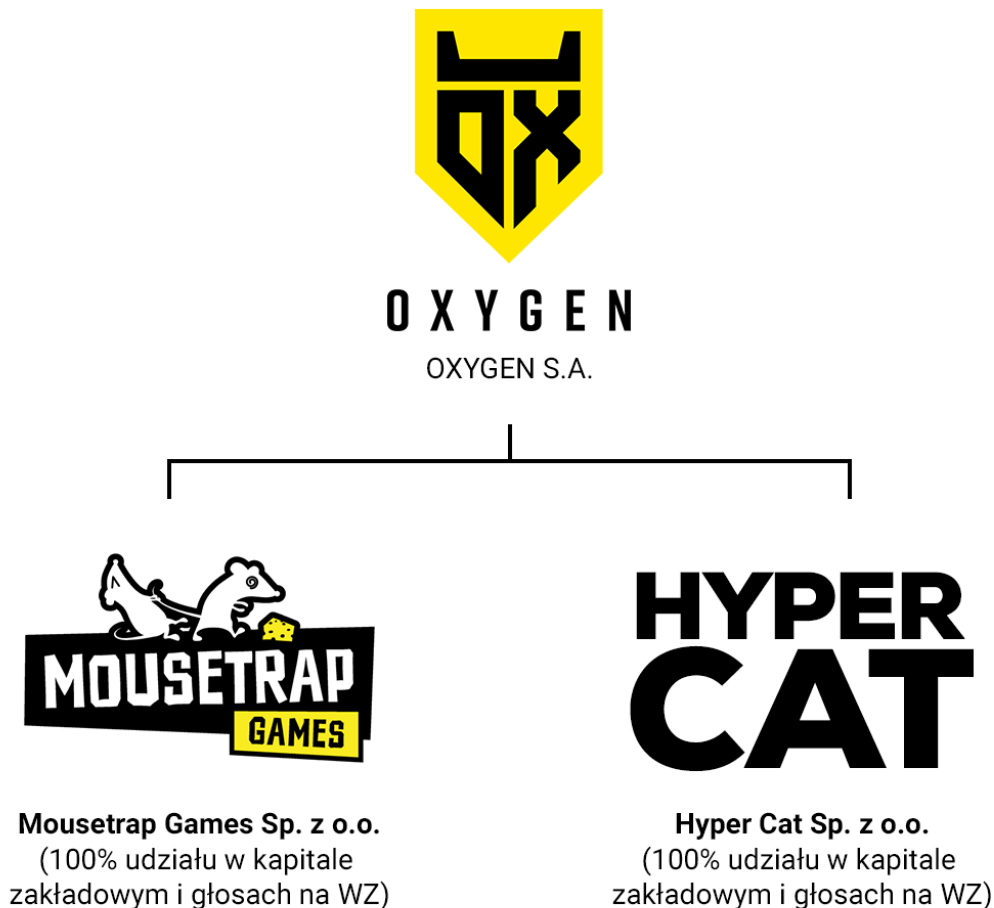 OX
OXYGEN
OXYGEN S.A.
MOUSETRAP
GAMES
Mousetrap Games Sp. z o.o.
(100% udziału w kapitale
zakładowym i głosach na WZ)
HYPER
CAT
Hyper Cat Sp. z o.o.
(100% udziału w kapitale
zakładowym i głosach na WZ)